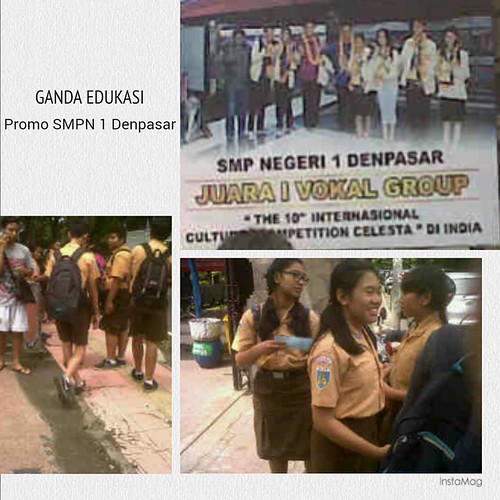 GANDA EDUKASI
Promo SMPN 1 Denpasar
SMP NEGERI 1 DENPASAR
JUARA I VOKAL GROUP
" THE 10th INTERNASIONAL
CULTURE COMPETITION CELESTA " DI INDIA
InstaMag